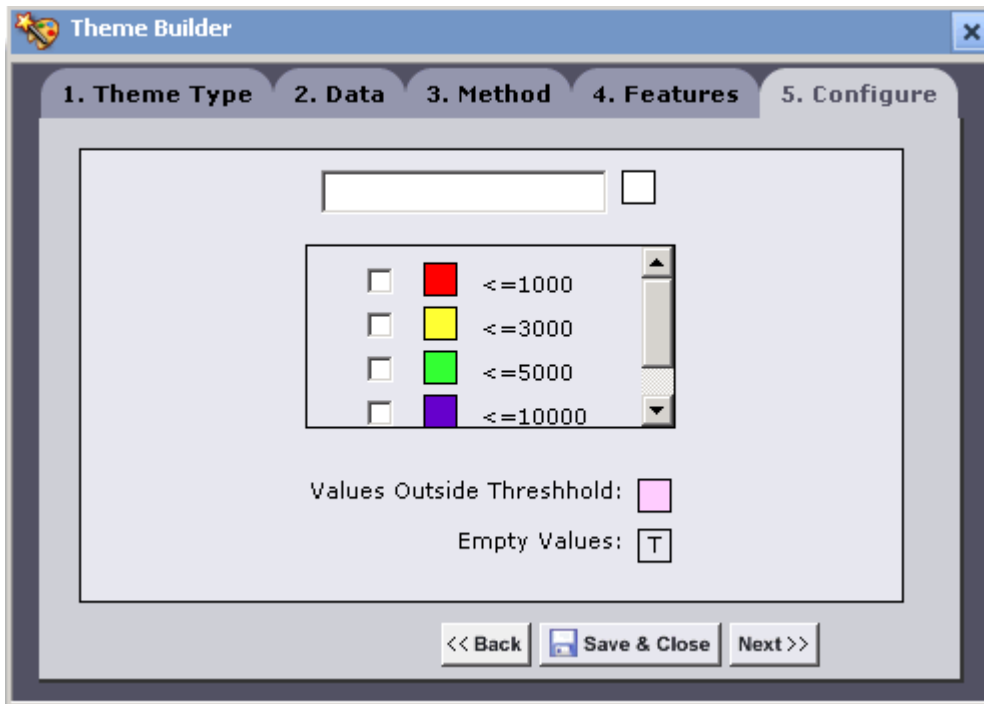 Theme Builder
1. Theme Type 2. Data 3. Method 4. Features 5. Configure
<=1000
<=3000
<=5000
<=10000
Values Outside Threshhold:
Empty Values: T
<< Back Save & Close Next >>